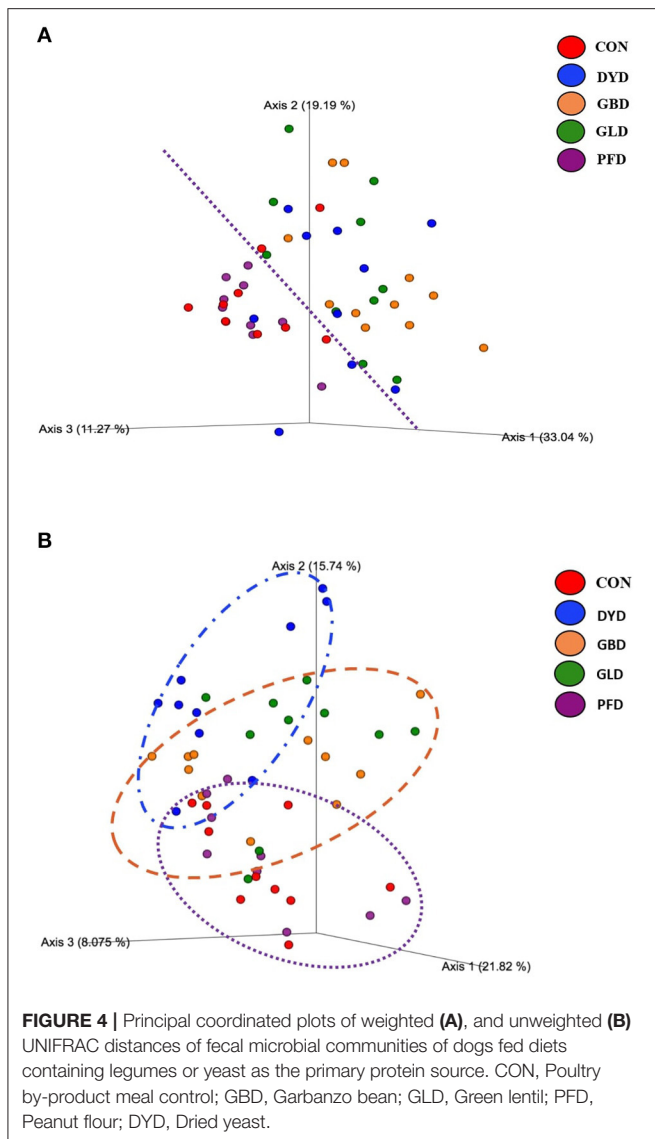 A
CON
DYD
GBD
GLD
PFD
Axis 2 (19.19 %)
Axis 3 (11.27 %)
Axis 1 (33.04 %)
B
CON
DYD
GBD
GLD
PFD
Axis 2 (15.74 %)
Axis 3 (8.075 %)
Axis 1 (21.82 %)
FIGURE 4 | Principal coordinated plots of weighted (A), and unweighted (B)
UNIFRAC distances of fecal microbial communities of dogs fed diets
containing legumes or yeast as the primary protein source. CON, Poultry
by-product meal control; GBD, Garbanzo bean; GLD, Green lentil; PFD,
Peanut flour; DYD, Dried yeast.